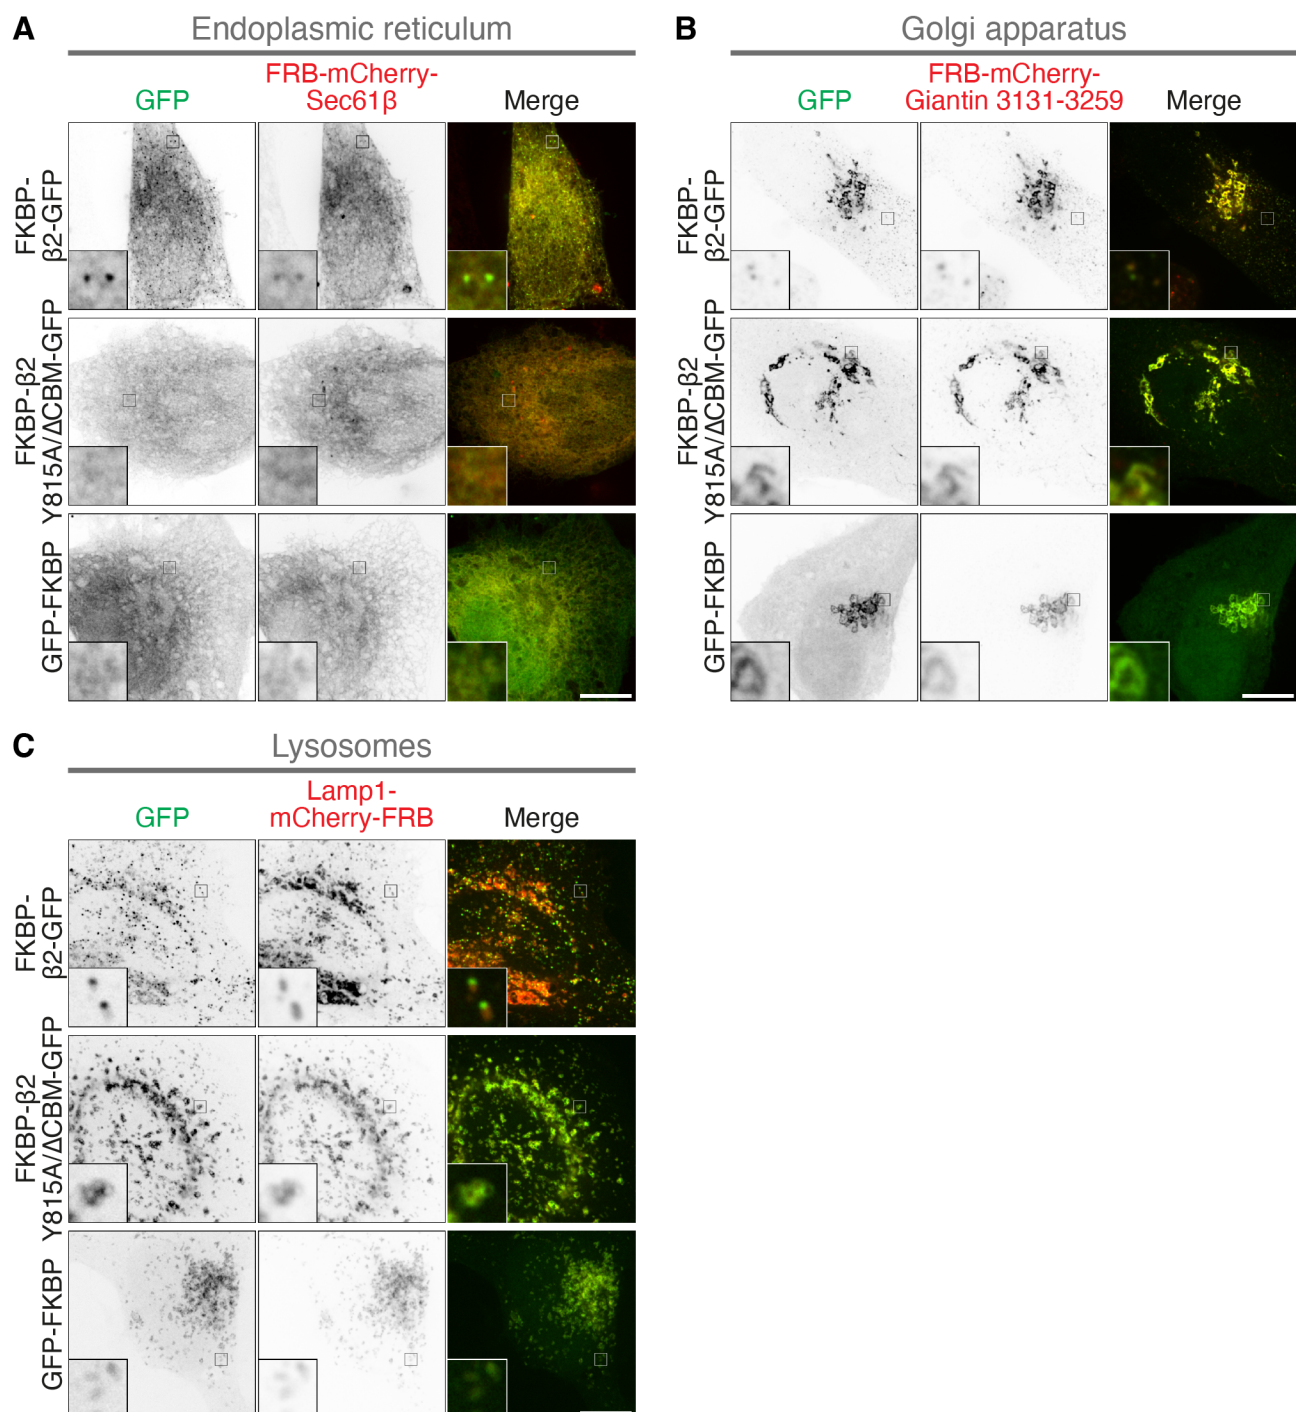 A
Endoplasmic reticulum
GFP
FRB-mCherry-
Sec61β
Merge
FKBP-
β2-GFP
FKBP-β2
Y815A/ΔCBM-GFP
GFP-FKBP
B
Golgi apparatus
GFP
FRB-mCherry-
Giantin 3131-3259
Merge
FKBP-
β2-GFP
FKBP-β2
Y815A/ΔCBM-GFP
GFP-FKBP
C
Lysosomes
GFP
Lamp1-
mCherry-FRB
Merge
FKBP-
β2-GFP
FKBP-β2
Y815A/ΔCBM-GFP
GFP-FKBP